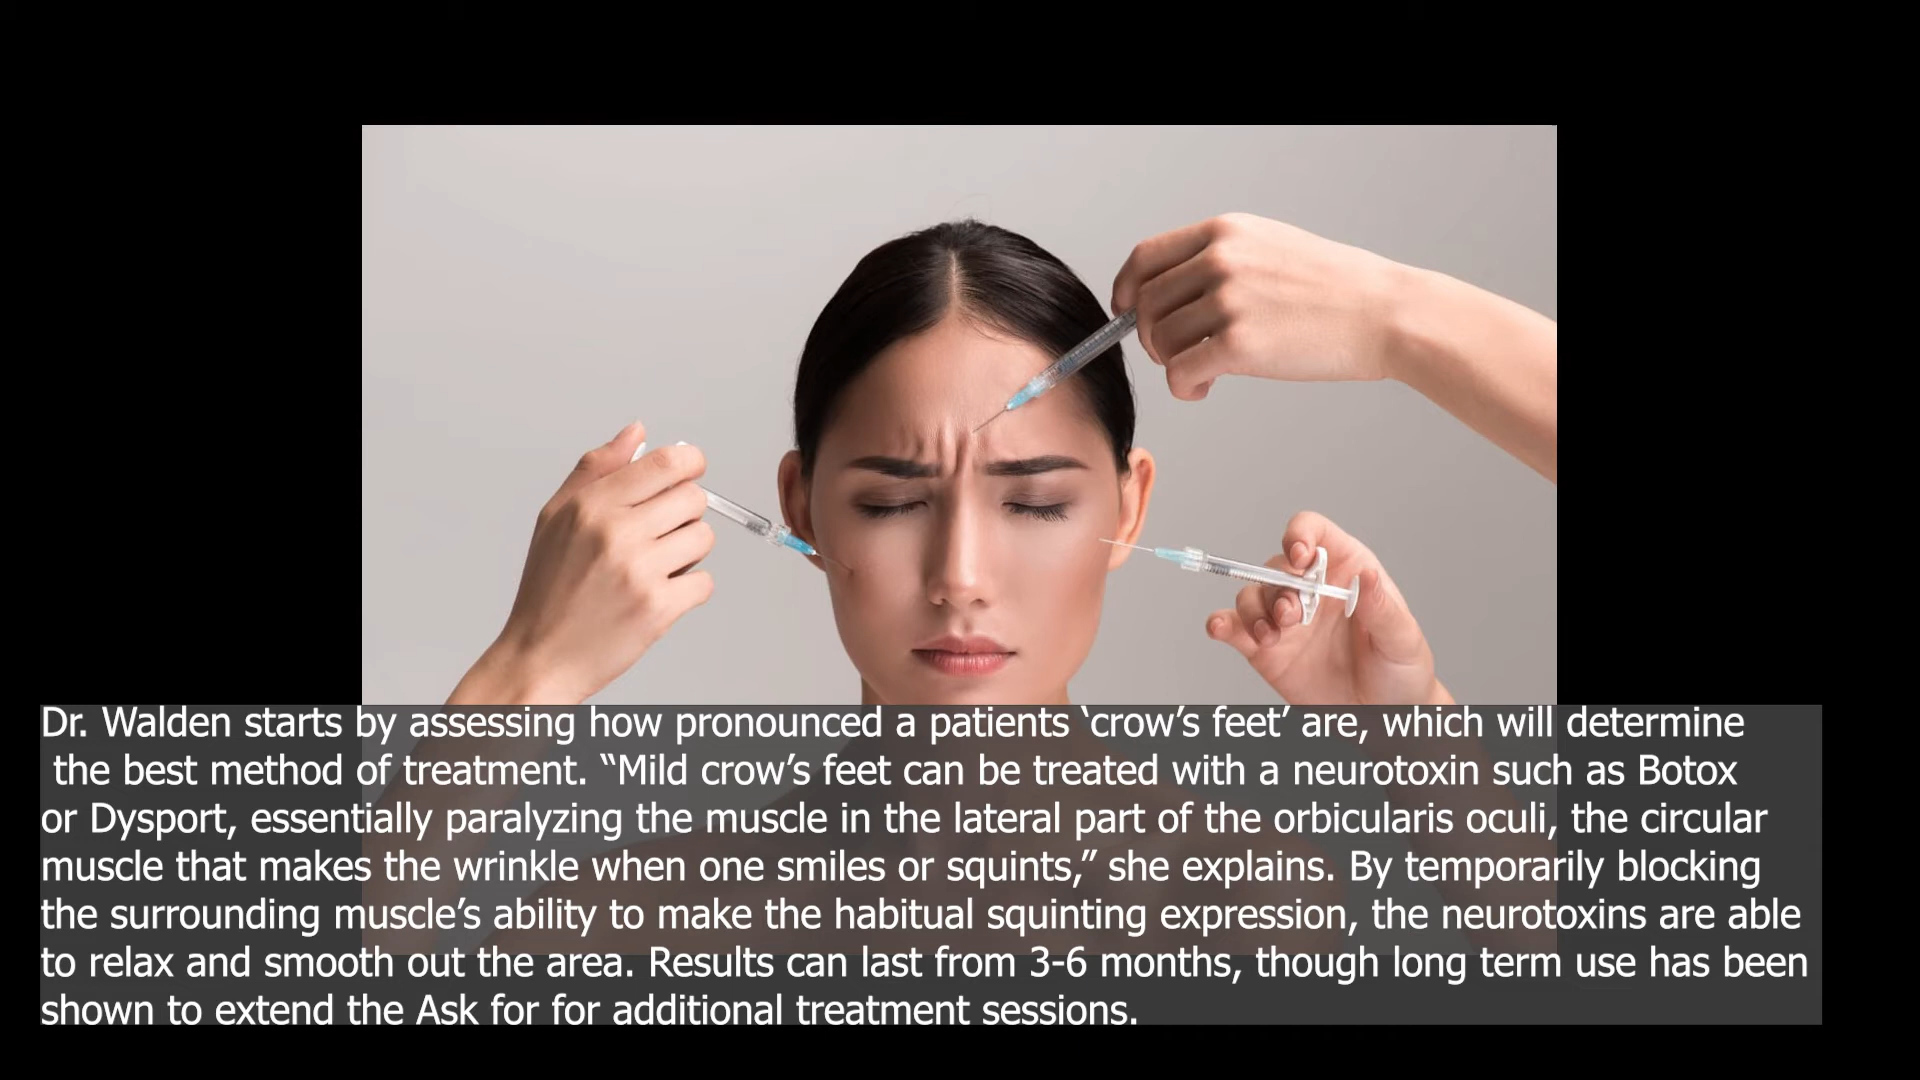 Dr. Walden starts by assessing how pronounced a patients ‘crow’s feet’ are, which will determine
the best method of treatment. “Mild crow’s feet can be treated with a neurotoxin such as Botox
or Dysport, essentially paralyzing the muscle in the lateral part of the orbicularis oculi, the circular
muscle that makes the wrinkle when one smiles or squints,” she explains. By temporarily blocking
the surrounding muscle’s ability to make the habitual squinting expression, the neurotoxins are able
to relax and smooth out the area. Results can last from 3-6 months, though long term use has been
shown to extend the Ask for for additional treatment sessions.